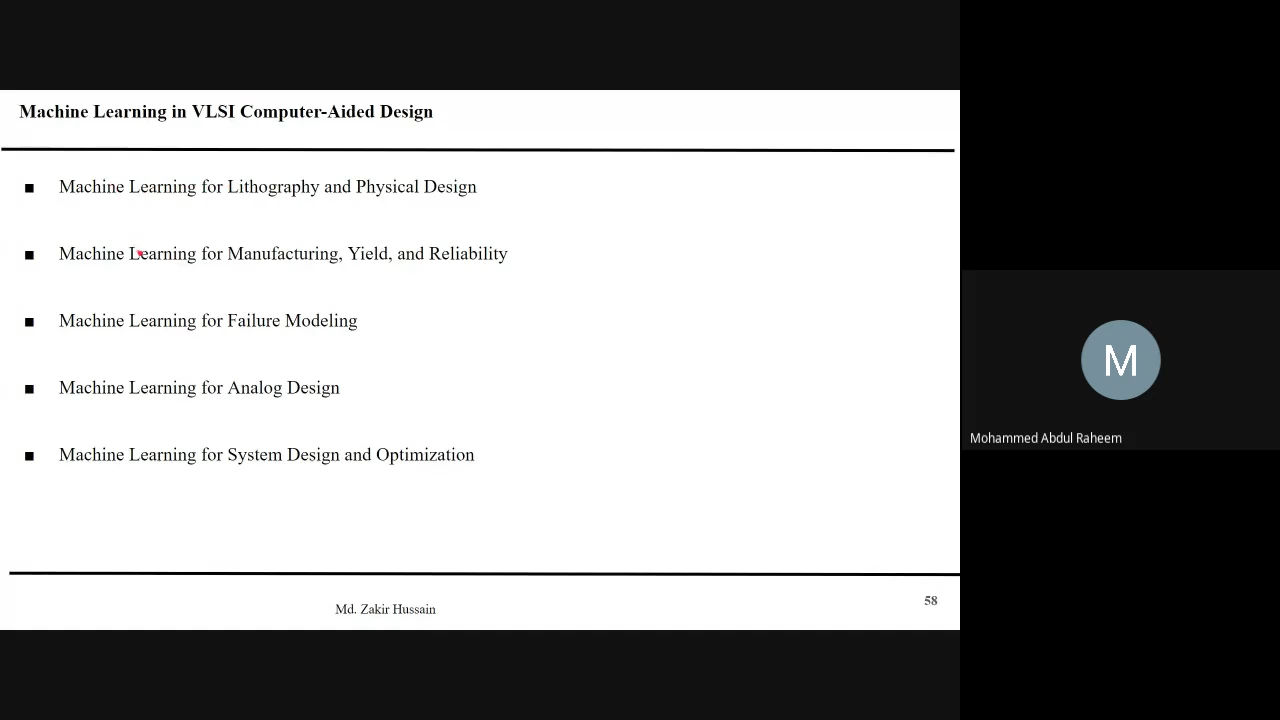 Machine Learning in VLSI Computer-Aided Design
Machine Learning for Lithography and Physical Design
Machine Learning for Manufacturing, Yield, and Reliability
Machine Learning for Failure Modeling
Machine Learning for Analog Design
Machine Learning for System Design and Optimization
Md. Zakir Hussain
58
M
Mohammed Abdul Raheem